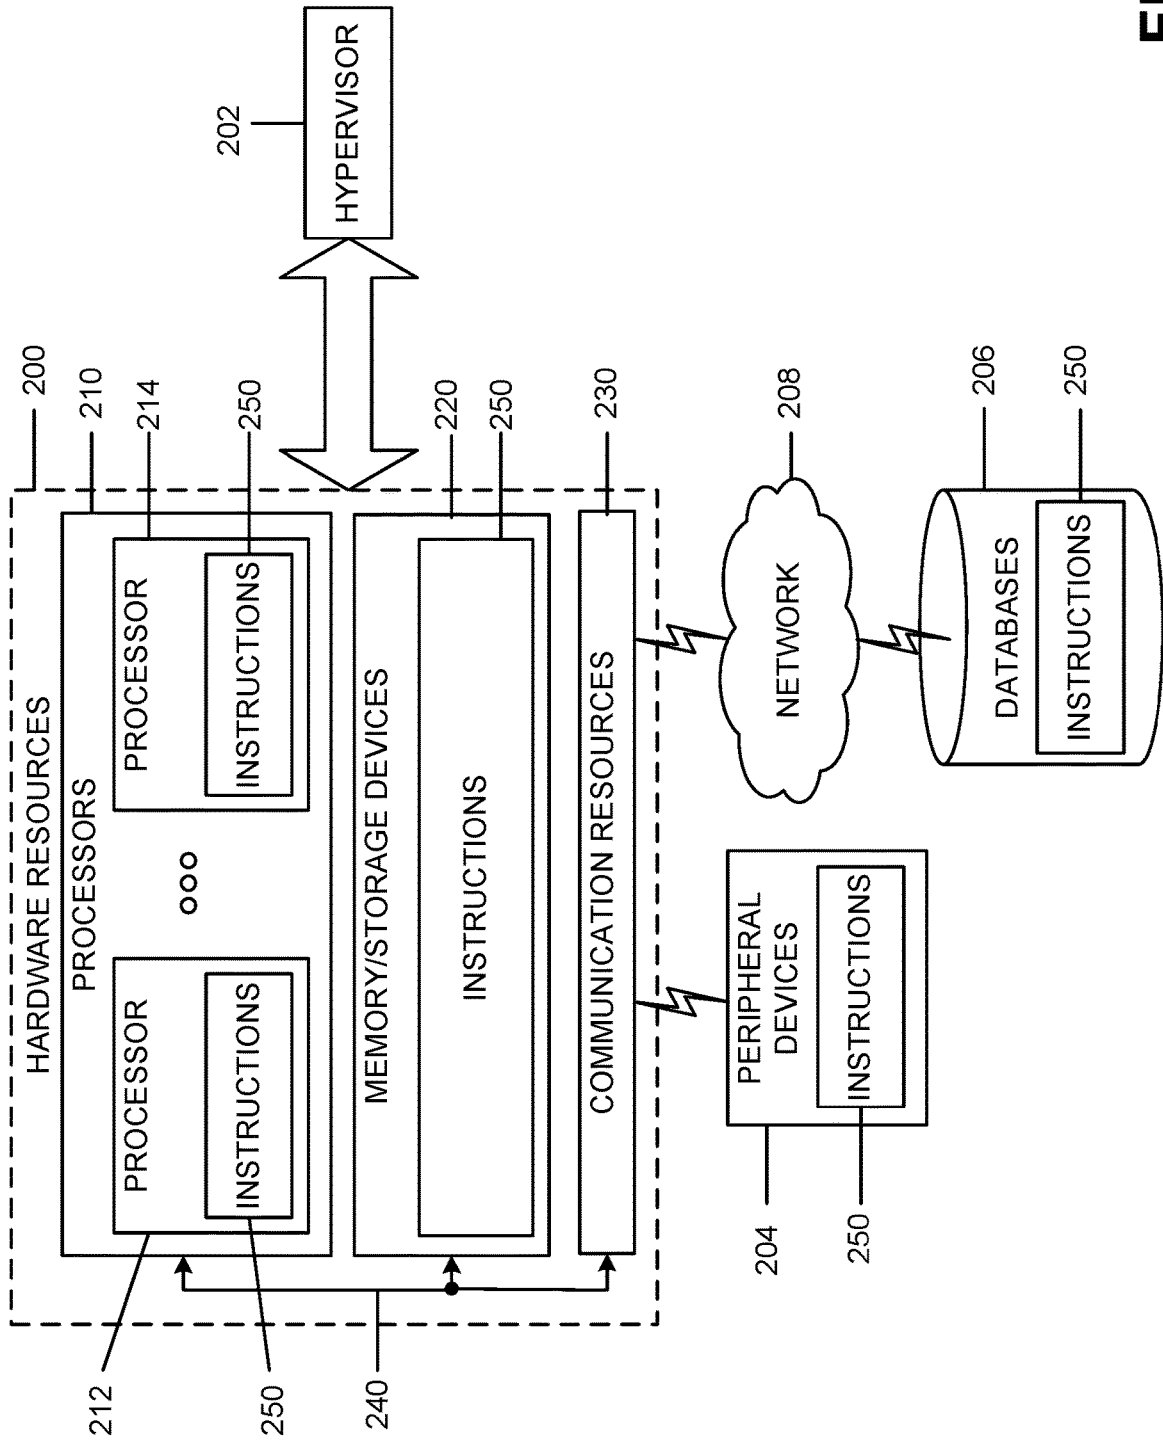 200
HARDWARE RESOURCES
210
PROCESSORS
212
PROCESSOR
250
INSTRUCTIONS
214
PROCESSOR
250
INSTRUCTIONS
202
HYPERVISOR
220
MEMORY/STORAGE DEVICES
250
INSTRUCTIONS
240
230
COMMUNICATION RESOURCES
204
PERIPHERAL
DEVICES
250
INSTRUCTIONS
208
NETWORK
206
DATABASES
250
INSTRUCTIONS